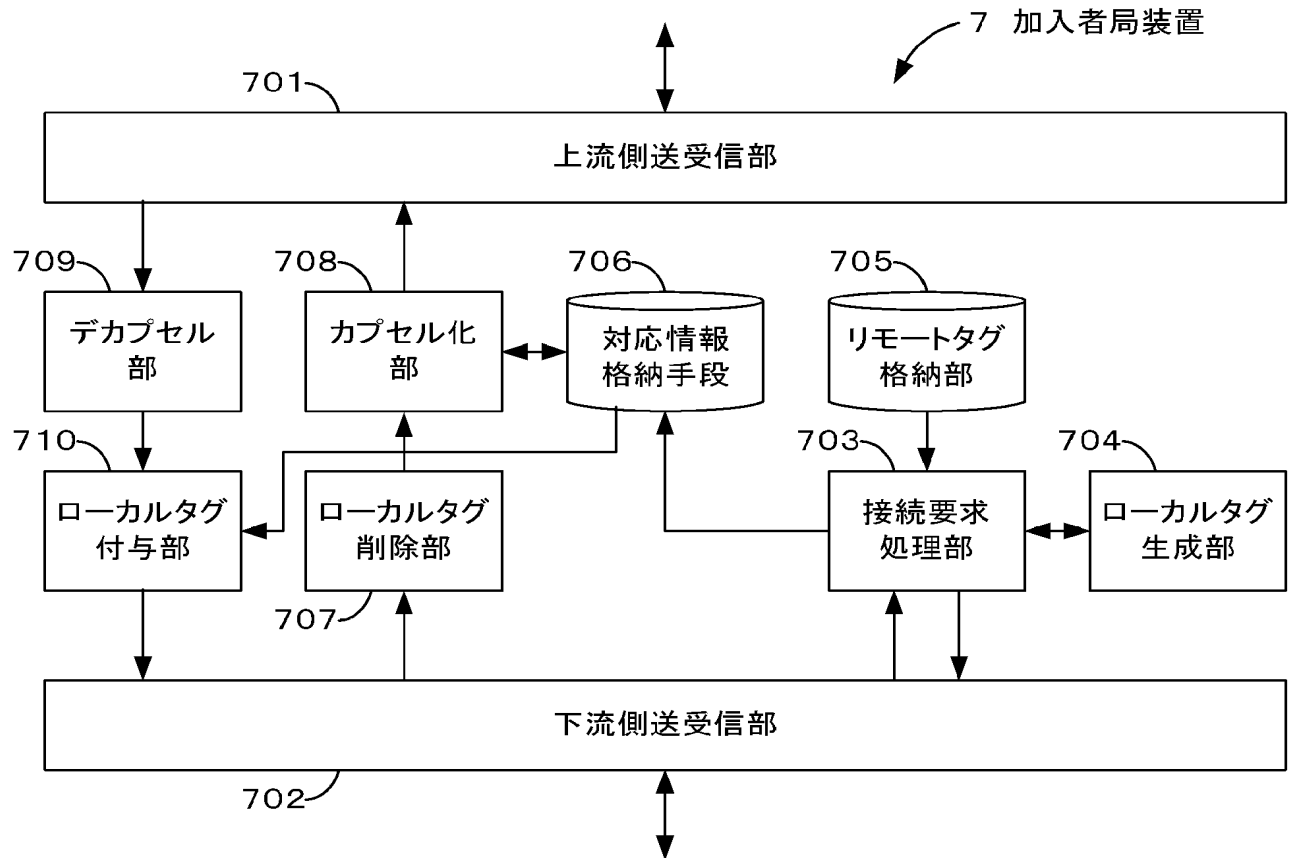 7 加入者局装置
701
上流側送受信部
709
708
706
705
デカプセル
部
カプセル化
部
対応情報
格納手段
リモートタグ
格納部
710
703
704
ローカルタグ
付与部
ローカルタグ
削除部
接続要求
処理部
ローカルタグ
生成部
707
下流側送受信部
702